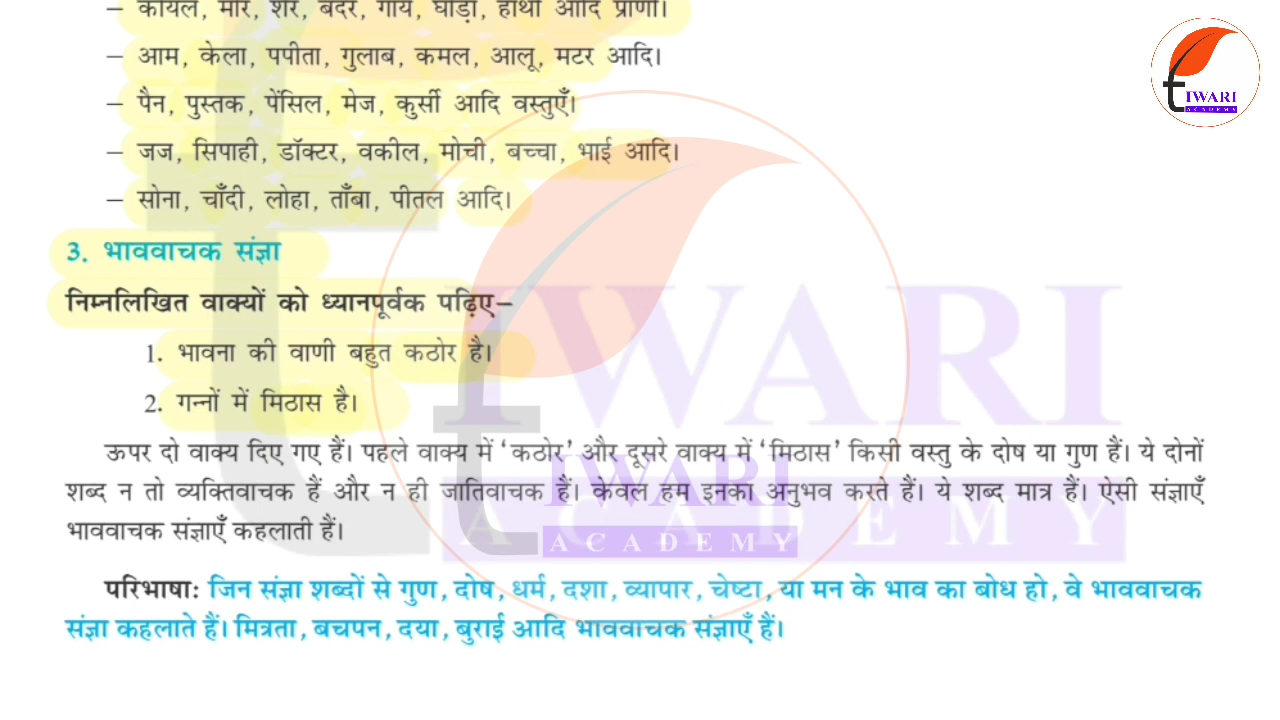 – कोयल, मोर, शेर, बंदर, गाय, घोड़ा, हाथी आदि प्राणी।
– आम, केला, पपीता, गुलाब, कमल, आलू, मटर आदि।
– पैन, पुस्तक, पेंसिल, मेज, कुर्सी आदि वस्तुएँ।
– जज, सिपाही, डॉक्टर, वकील, मोची, बच्चा, भाई आदि।
– सोना, चाँदी, लोहा, ताँबा, पीतल आदि।
3. भाववाचक संज्ञा
निम्नलिखित वाक्यों को ध्यानपूर्वक पढ़िए–
1. भावना की वाणी बहुत कठोर है।
2. गन्नों में मिठास है।
ऊपर दो वाक्य दिए गए हैं। पहले वाक्य में ‘कठोर’ और दूसरे वाक्य में ‘मिठास’ किसी वस्तु के दोष या गुण हैं। ये दोनों
शब्द न तो व्यक्तिवाचक हैं और न ही जातिवाचक हैं। केवल हम इनका अनुभव करते हैं। ये शब्द मात्र हैं। ऐसी संज्ञाएँ
भाववाचक संज्ञाएँ कहलाती हैं।
परिभाषाः जिन संज्ञा शब्दों से गुण, दोष, धर्म, दशा, व्यापार, चेष्टा, या मन के भाव का बोध हो, वे भाववाचक
संज्ञा कहलाते हैं। मित्रता, बचपन, दया, बुराई आदि भाववाचक संज्ञाएँ हैं।
tIWARI
ACADEMY
tIWARI
ACADEMY
tIWARI
ACADEMY